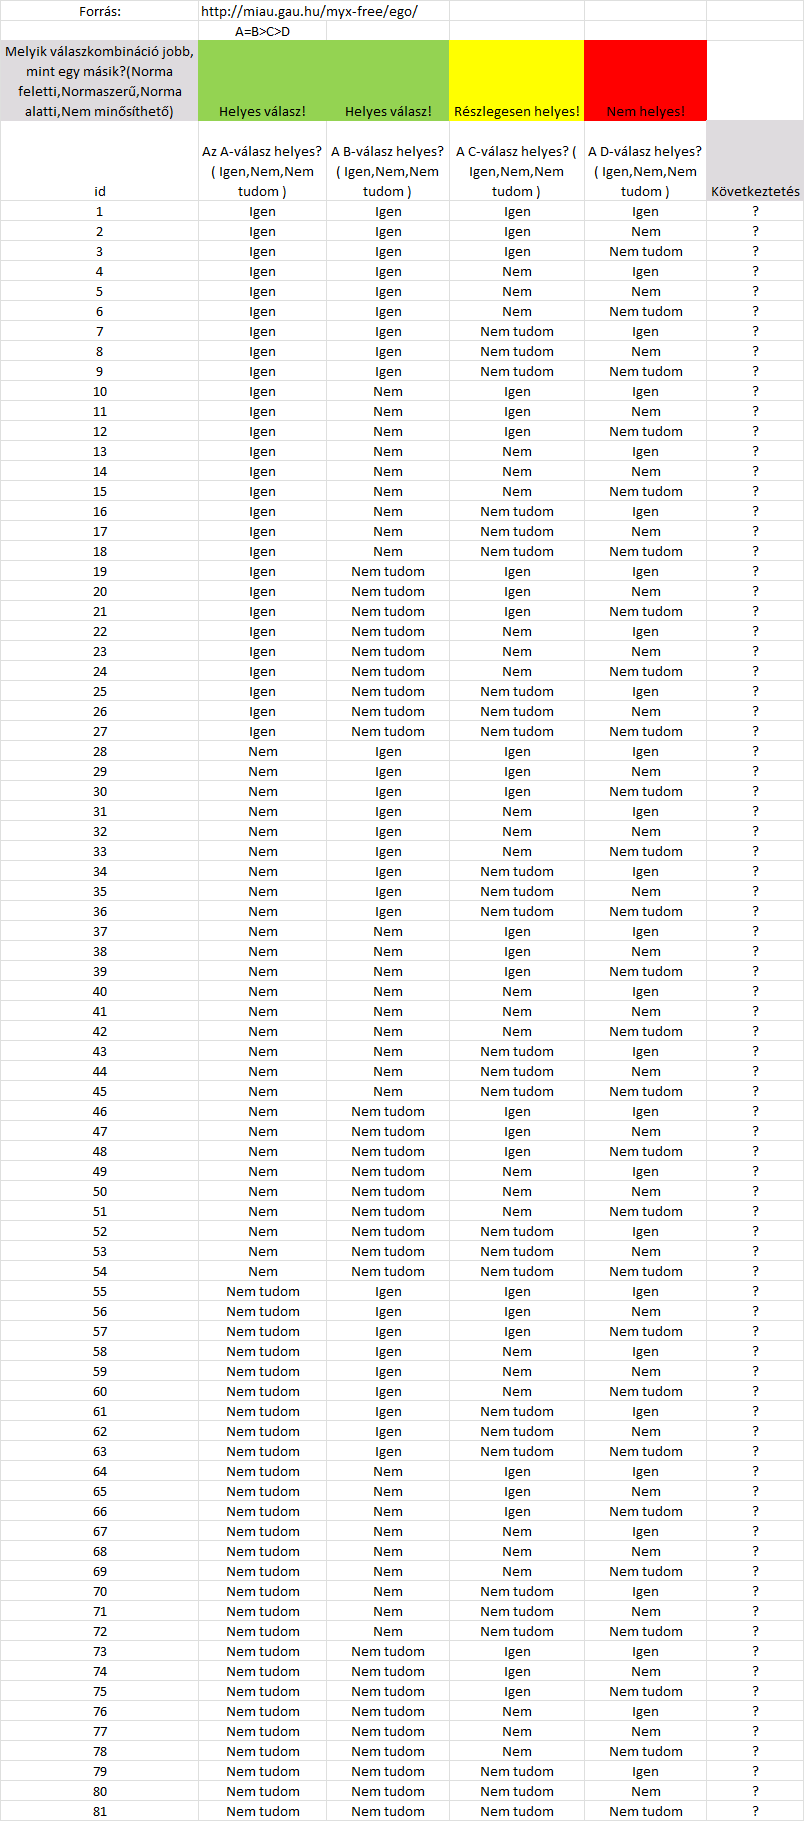 Forrás: http://miau.gau.hu/myx-free/ego/
A=B>C>D
Melyik válaszkombináció jobb,
mint egy másik?(Norma
feletti,Normaszerű,Norma
alatti,Nem minősíthető) Helyes válasz! Helyes válasz! Részlegesen helyes! Nem helyes!
Az A-válasz helyes? A B-válasz helyes? A C-válasz helyes? ( A D-válasz helyes?
( Igen,Nem,Nem ( Igen,Nem,Nem Igen,Nem,Nem ( Igen,Nem,Nem
id tudom ) tudom ) tudom ) tudom ) Következtetés
1 Igen Igen Igen Igen ?
2 Igen Igen Igen Nem ?
3 Igen Igen Igen Nem tudom ?
4 Igen Igen Nem Igen ?
5 Igen Igen Nem Nem ?
6 Igen Igen Nem Nem tudom ?
7 Igen Igen Nem tudom Igen ?
8 Igen Igen Nem tudom Nem ?
9 Igen Igen Nem tudom Nem tudom ?
10 Igen Nem Igen Igen ?
11 Igen Nem Igen Nem ?
12 Igen Nem Igen Nem tudom ?
13 Igen Nem Nem Igen ?
14 Igen Nem Nem Nem ?
15 Igen Nem Nem Nem tudom ?
16 Igen Nem Nem tudom Igen ?
17 Igen Nem Nem tudom Nem ?
18 Igen Nem Nem tudom Nem tudom ?
19 Igen Nem tudom Igen Igen ?
20 Igen Nem tudom Igen Nem ?
21 Igen Nem tudom Igen Nem tudom ?
22 Igen Nem tudom Nem Igen ?
23 Igen Nem tudom Nem Nem ?
24 Igen Nem tudom Nem Nem tudom ?
25 Igen Nem tudom Nem tudom Igen ?
26 Igen Nem tudom Nem tudom Nem ?
27 Igen Nem tudom Nem tudom Nem tudom ?
28 Nem Igen Igen Igen ?
29 Nem Igen Igen Nem ?
30 Nem Igen Igen Nem tudom ?
31 Nem Igen Nem Igen ?
32 Nem Igen Nem Nem ?
33 Nem Igen Nem Nem tudom ?
34 Nem Igen Nem tudom Igen ?
35 Nem Igen Nem tudom Nem ?
36 Nem Igen Nem tudom Nem tudom ?
37 Nem Nem Igen Igen ?
38 Nem Nem Igen Nem ?
39 Nem Nem Igen Nem tudom ?
40 Nem Nem Nem Igen ?
41 Nem Nem Nem Nem ?
42 Nem Nem Nem Nem tudom ?
43 Nem Nem Nem tudom Igen ?
44 Nem Nem Nem tudom Nem ?
45 Nem Nem Nem tudom Nem tudom ?
46 Nem Nem tudom Igen Igen ?
47 Nem Nem tudom Igen Nem ?
48 Nem Nem tudom Igen Nem tudom ?
49 Nem Nem tudom Nem Igen ?
50 Nem Nem tudom Nem Nem ?
51 Nem Nem tudom Nem Nem tudom ?
52 Nem Nem tudom Nem tudom Igen ?
53 Nem Nem tudom Nem tudom Nem ?
54 Nem Nem tudom Nem tudom Nem tudom ?
55 Nem tudom Igen Igen Igen ?
56 Nem tudom Igen Igen Nem ?
57 Nem tudom Igen Igen Nem tudom ?
58 Nem tudom Igen Nem Igen ?
59 Nem tudom Igen Nem Nem ?
60 Nem tudom Igen Nem Nem tudom ?
61 Nem tudom Igen Nem tudom Igen ?
62 Nem tudom Igen Nem tudom Nem ?
63 Nem tudom Igen Nem tudom Nem tudom ?
64 Nem tudom Nem Igen Igen ?
65 Nem tudom Nem Igen Nem ?
66 Nem tudom Nem Igen Nem tudom ?
67 Nem tudom Nem Nem Igen ?
68 Nem tudom Nem Nem Nem ?
69 Nem tudom Nem Nem Nem tudom ?
70 Nem tudom Nem Nem tudom Igen ?
71 Nem tudom Nem Nem tudom Nem ?
72 Nem tudom Nem Nem tudom Nem tudom ?
73 Nem tudom Nem tudom Igen Igen ?
74 Nem tudom Nem tudom Igen Nem ?
75 Nem tudom Nem tudom Igen Nem tudom ?
76 Nem tudom Nem tudom Nem Igen ?
77 Nem tudom Nem tudom Nem Nem ?
78 Nem tudom Nem tudom Nem Nem tudom ?
79 Nem tudom Nem tudom Nem tudom Igen ?
80 Nem tudom Nem tudom Nem tudom Nem ?
81 Nem tudom Nem tudom Nem tudom Nem tudom ?